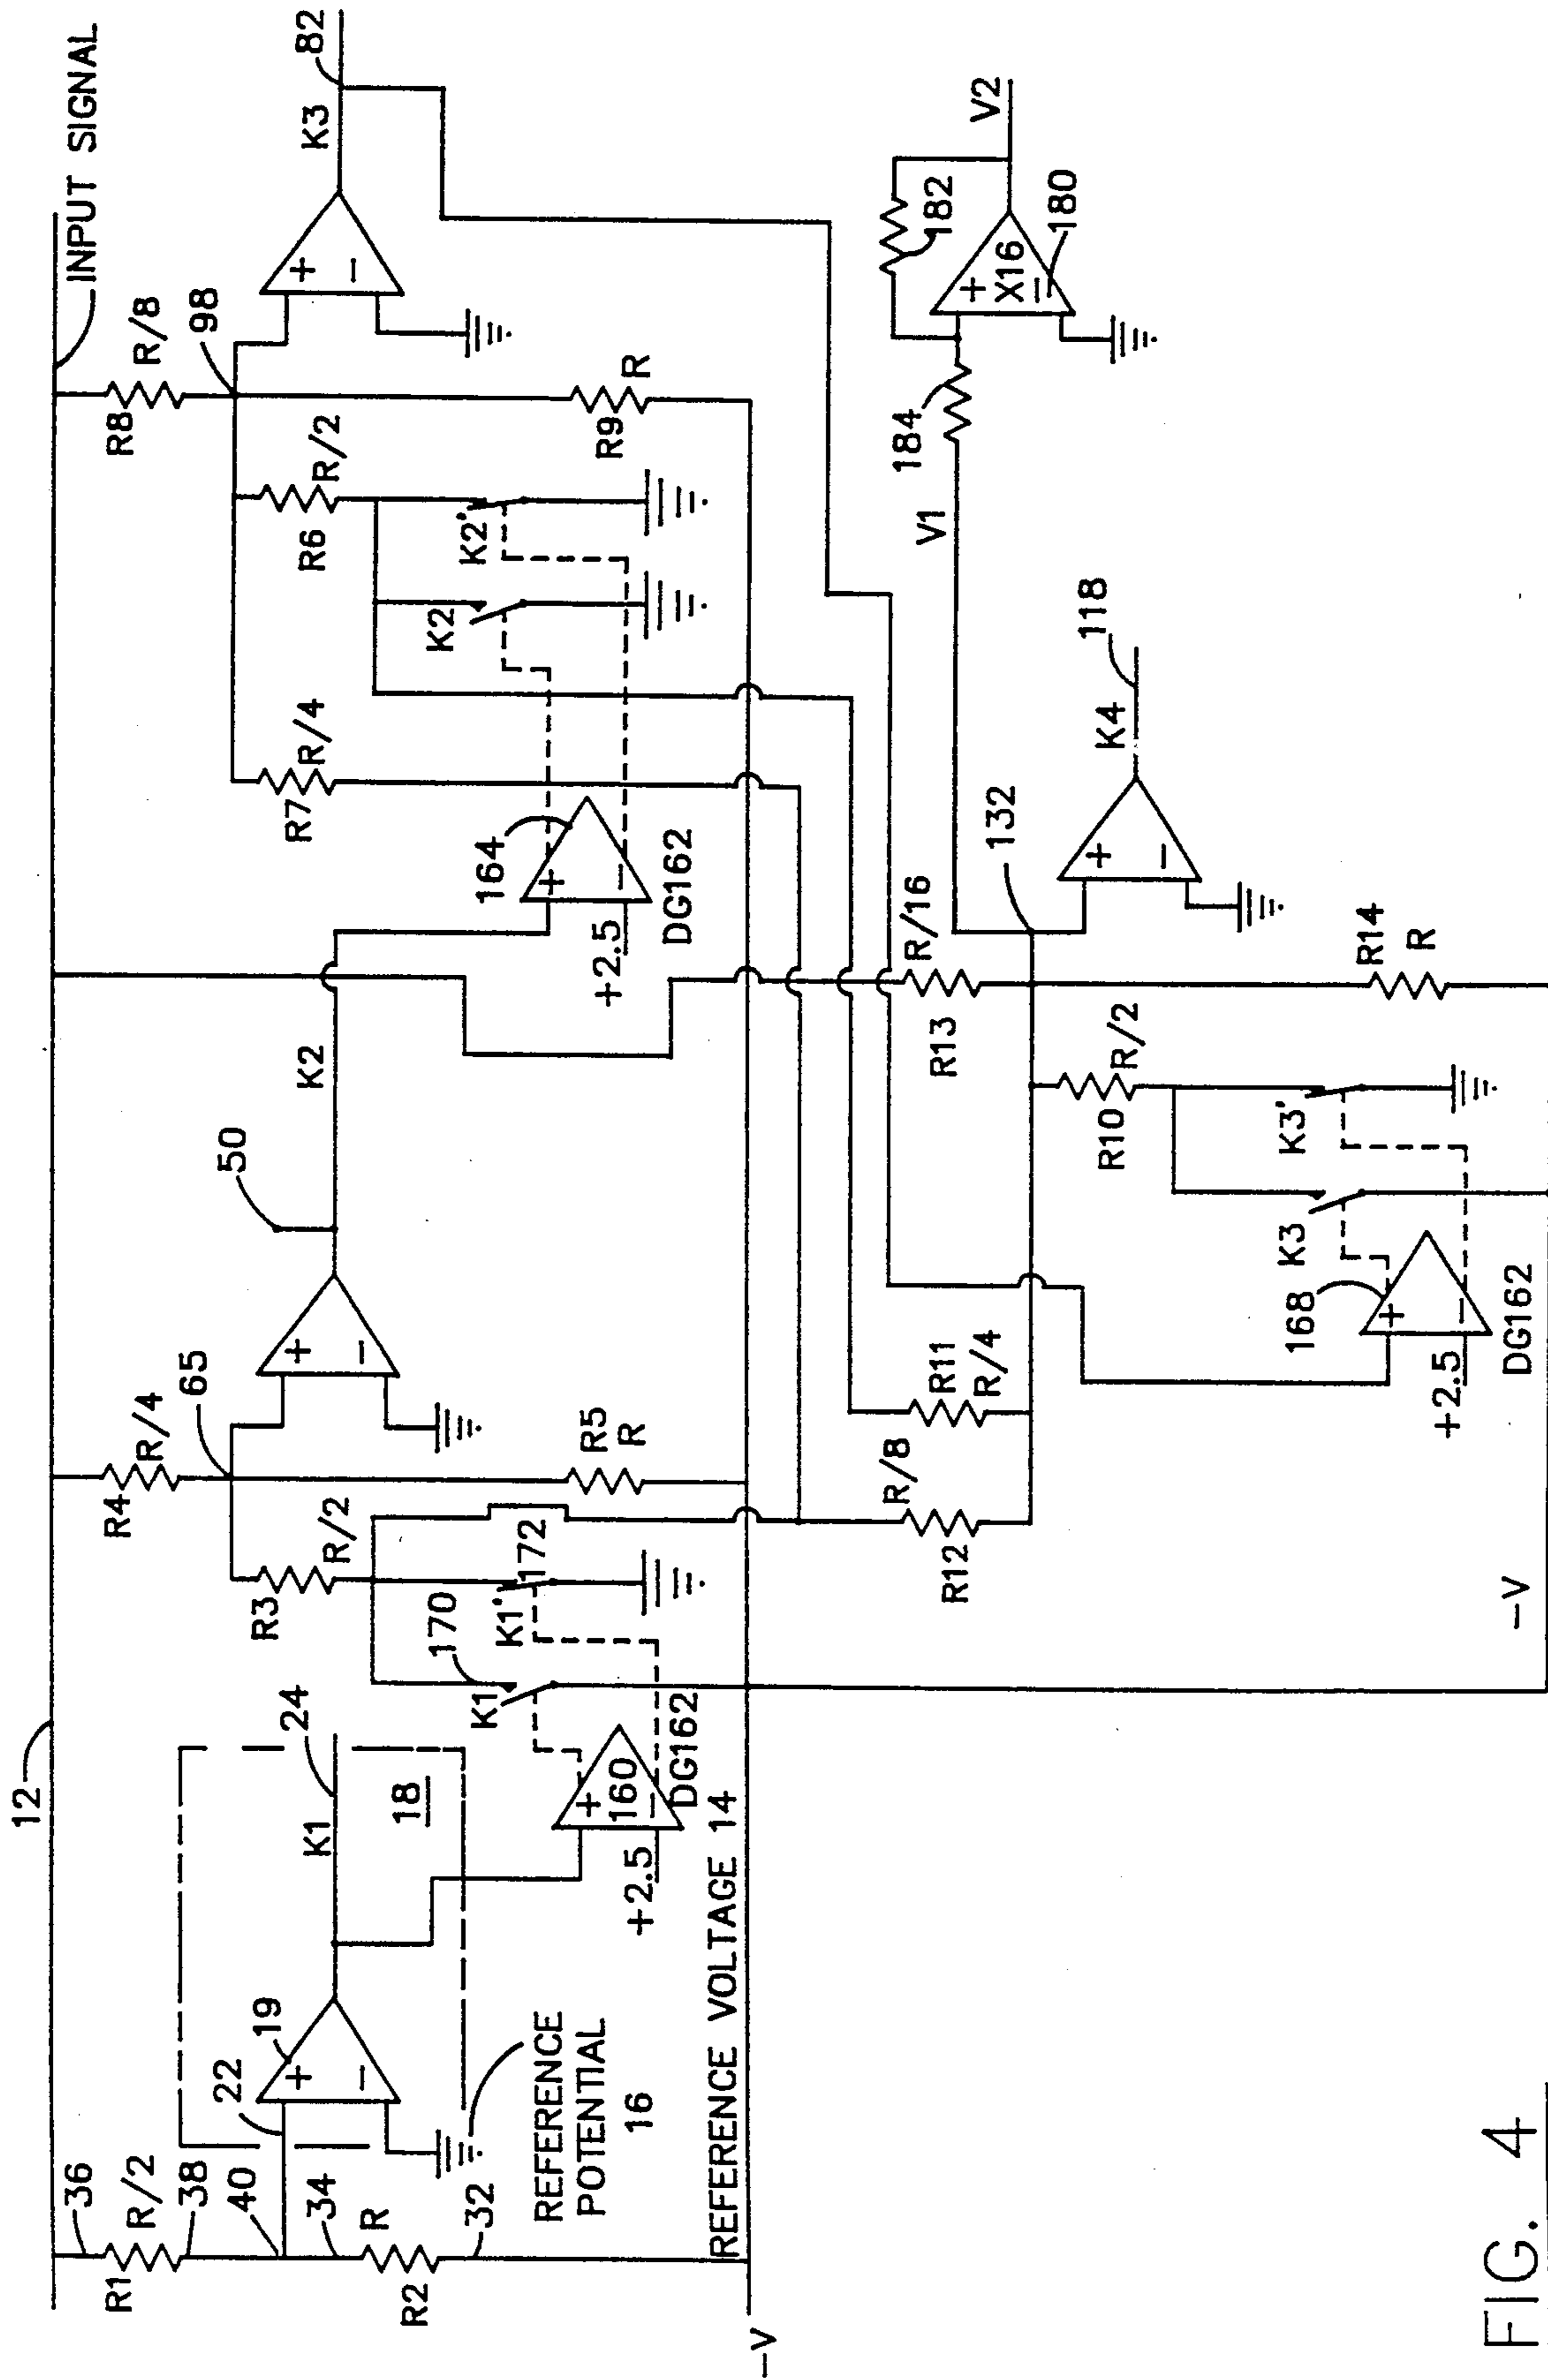 12
INPUT SIGNAL
36
R1
R/2
38
40
22
19
+
−
K1
24
18
34
R
R2
32
REFERENCE
POTENTIAL
16
+2.5
+
160
−
DG162
REFERENCE VOLTAGE 14
−V
R4
R/4
65
R3
R/2
170
K1
K1'
172
R5
R
+
−
50
K2
164
+
−
+2.5
DG162
R7
R/4
K2
K2'
R6
R/2
R8
R/8
98
R9
R
+
−
K3
82
R12
R/8
R11
R/4
R13
R/16
132
V1
184
182
+
X16
−
180
V2
+
−
K4
118
R10
R/2
K3
K3'
168
+
−
+2.5
DG162
R14
R
−V
FIG. 4